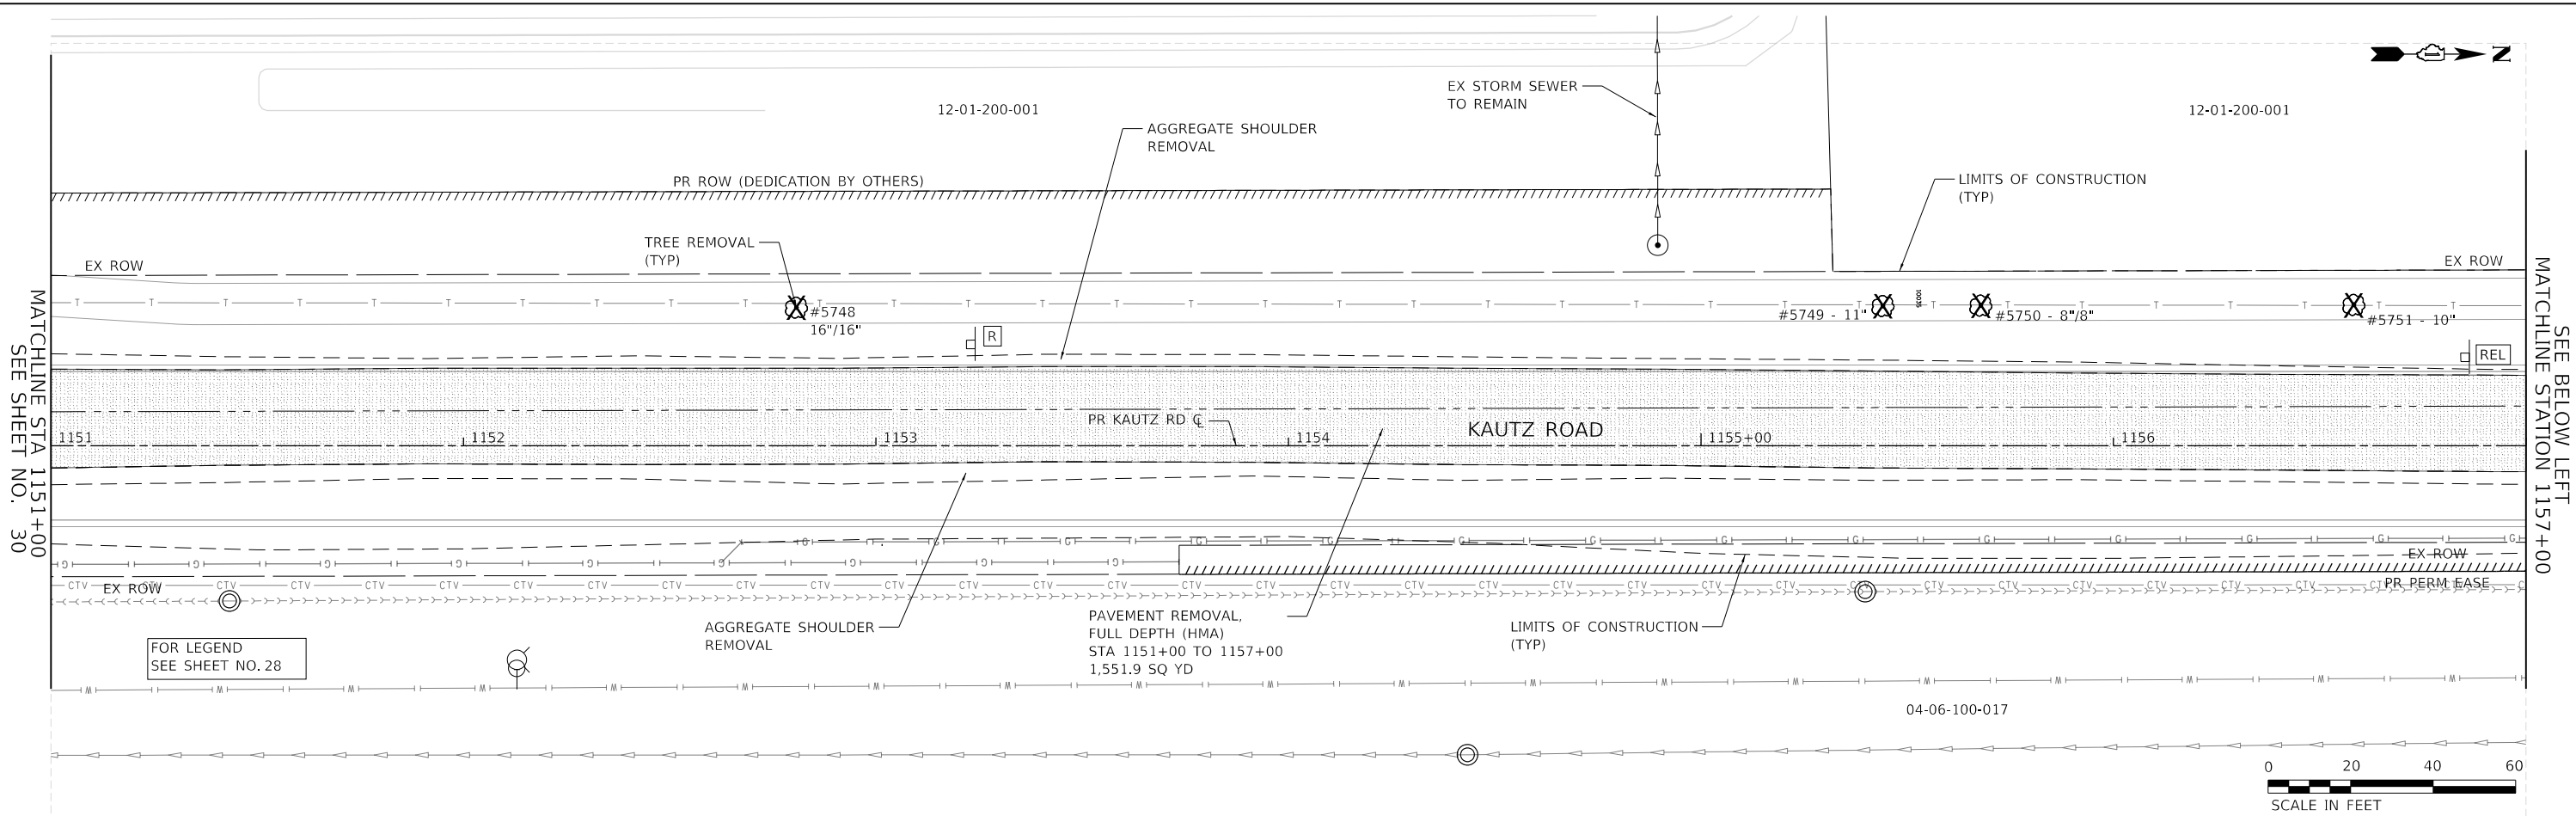 N
12-01-200-001
EX STORM SEWER
TO REMAIN
12-01-200-001
AGGREGATE SHOULDER
REMOVAL
PR ROW (DEDICATION BY OTHERS)
LIMITS OF CONSTRUCTION
(TYP)
TREE REMOVAL
(TYP)
EX ROW
EX ROW
#5748
16"/16"
#5749 - 11"
#5750 - 8"/8"
#5751 - 10"
R
REL
MATCHLINE STA 1151+00
SEE SHEET NO. 30
SEE BELOW LEFT
MATCHLINE STATION 1157+00
PR KAUTZ RD ℄
KAUTZ ROAD
1151
1152
1153
1154
1155+00
1156
EX ROW
EX ROW
PR PERM EASE
AGGREGATE SHOULDER
REMOVAL
PAVEMENT REMOVAL,
FULL DEPTH (HMA)
STA 1151+00 TO 1157+00
1,551.9 SQ YD
LIMITS OF CONSTRUCTION
(TYP)
FOR LEGEND
SEE SHEET NO. 28
04-06-100-017
0 20 40 60
SCALE IN FEET